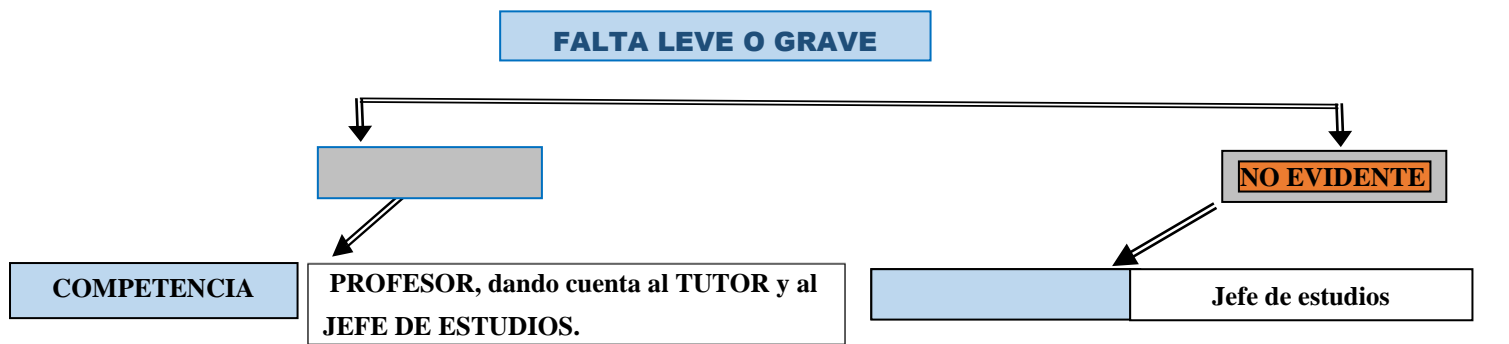 FALTA LEVE O GRAVE
NO EVIDENTE
COMPETENCIA
PROFESOR, dando cuenta al TUTOR y al
JEFE DE ESTUDIOS.
Jefe de estudios